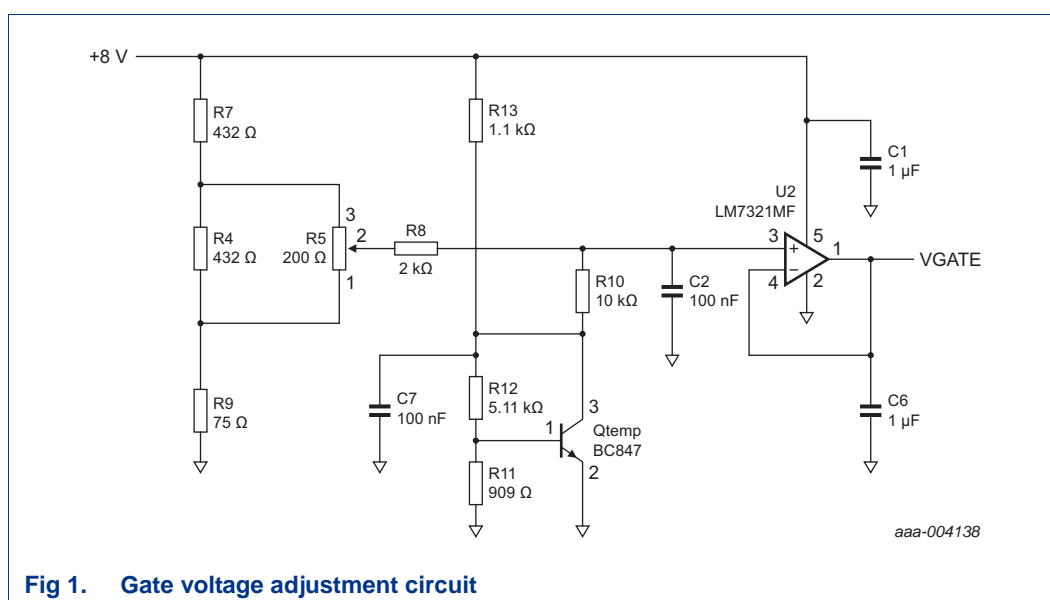 +8 V
R7
432 Ω
R13
1.1 kΩ
C1
1 μF
U2
LM7321MF
R4
432 Ω
R5
200 Ω
3
2
1
R8
2 kΩ
3
5
1
4
2
+
−
VGATE
R10
10 kΩ
C2
100 nF
C7
100 nF
R12
5.11 kΩ
R9
75 Ω
1
3
2
Qtemp
BC847
C6
1 μF
R11
909 Ω
aaa-004138
Fig 1. Gate voltage adjustment circuit